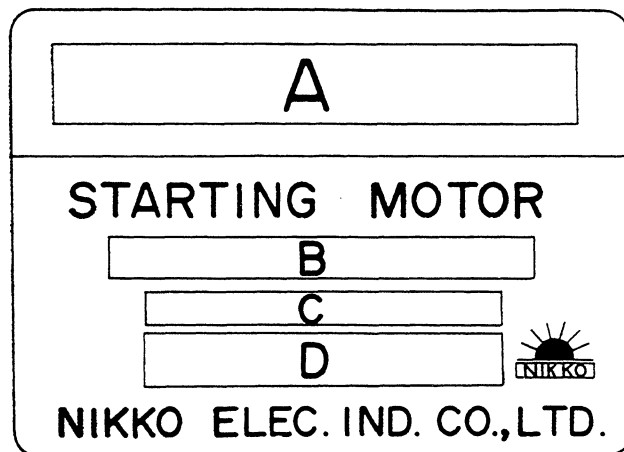 A
STARTING MOTOR
B
C
D
NIKKO
NIKKO ELEC. IND. CO., LTD.